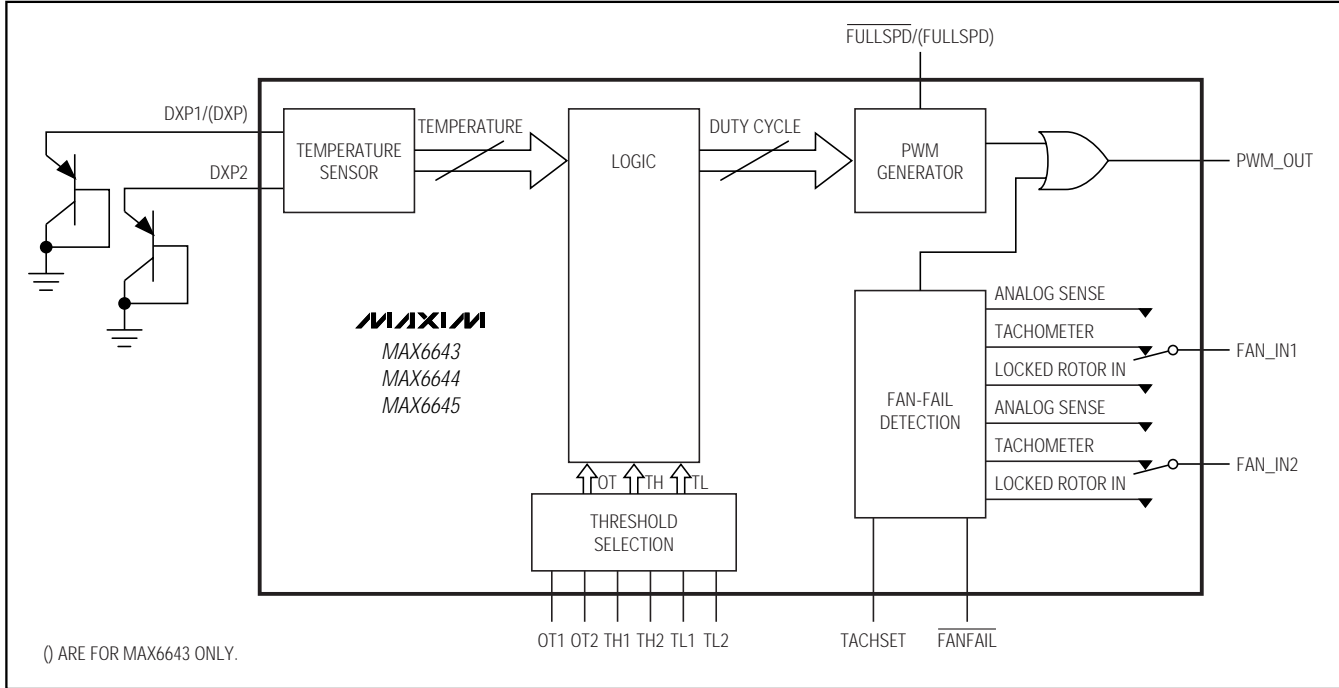 FULLSPD/(FULLSPD)
DXP1/(DXP)
DXP2
TEMPERATURE
SENSOR
TEMPERATURE
LOGIC
DUTY CYCLE
PWM
GENERATOR
PWM_OUT
MAXIM
MAX6643
MAX6644
MAX6645
FAN-FAIL
DETECTION
ANALOG SENSE
TACHOMETER
LOCKED ROTOR IN
FAN_IN1
ANALOG SENSE
TACHOMETER
LOCKED ROTOR IN
FAN_IN2
OT
TH
TL
THRESHOLD
SELECTION
OT1 OT2 TH1 TH2 TL1 TL2
TACHSET
FANFAIL
() ARE FOR MAX6643 ONLY.